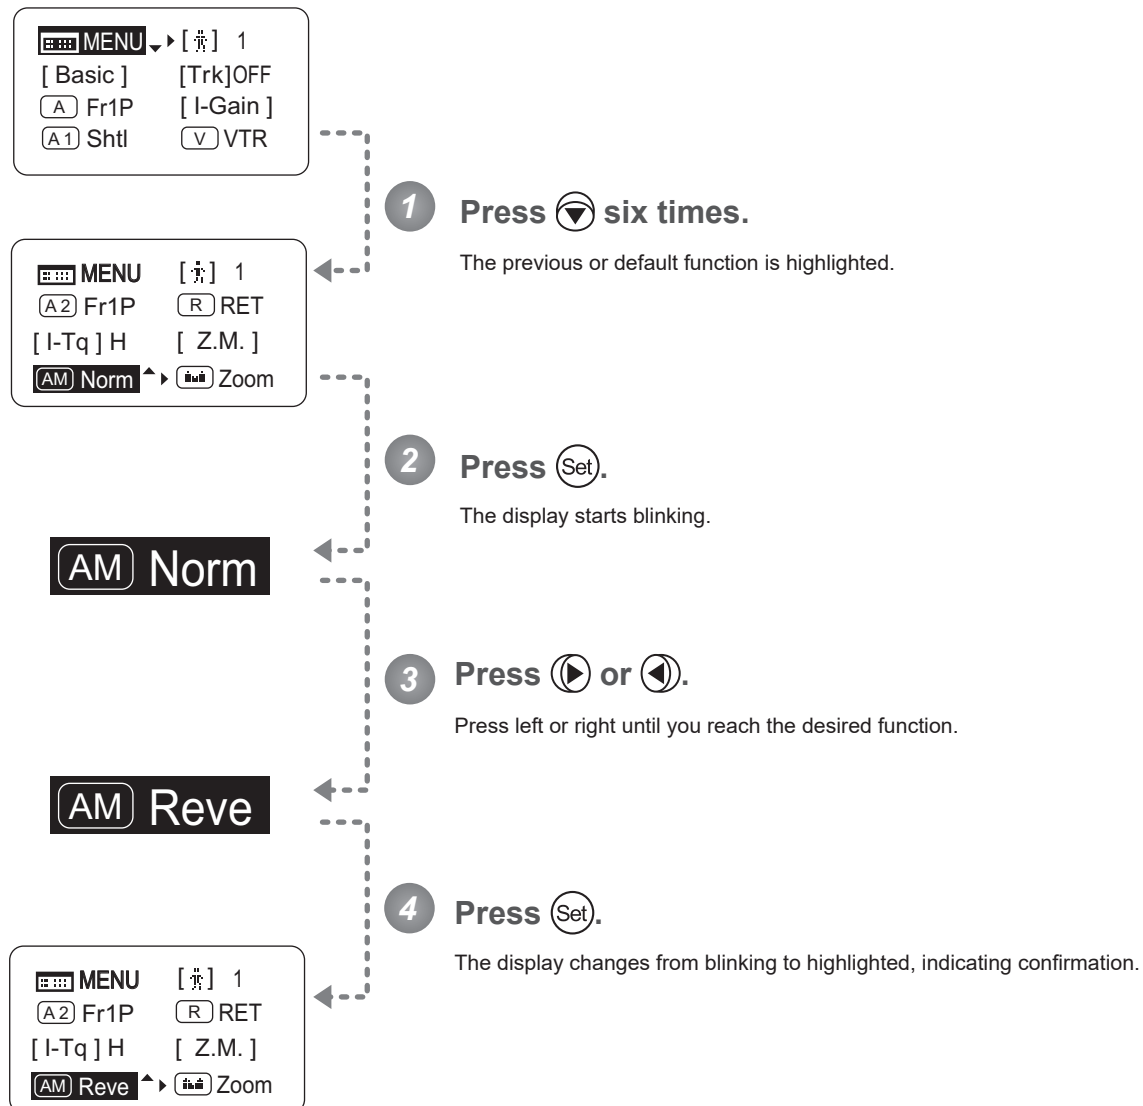 MENU [ ] 1
[ Basic ] [Trk]OFF
A Fr1P [ I-Gain ]
A1 Shtl V VTR
1 Press six times.
The previous or default function is highlighted.
MENU [ ] 1
A2 Fr1P R RET
[ I-Tq ] H [ Z.M. ]
AM Norm Zoom
2 Press Set.
The display starts blinking.
AM Norm
3 Press or .
Press left or right until you reach the desired function.
AM Reve
4 Press Set.
The display changes from blinking to highlighted, indicating confirmation.
MENU [ ] 1
A2 Fr1P R RET
[ I-Tq ] H [ Z.M. ]
AM Reve Zoom